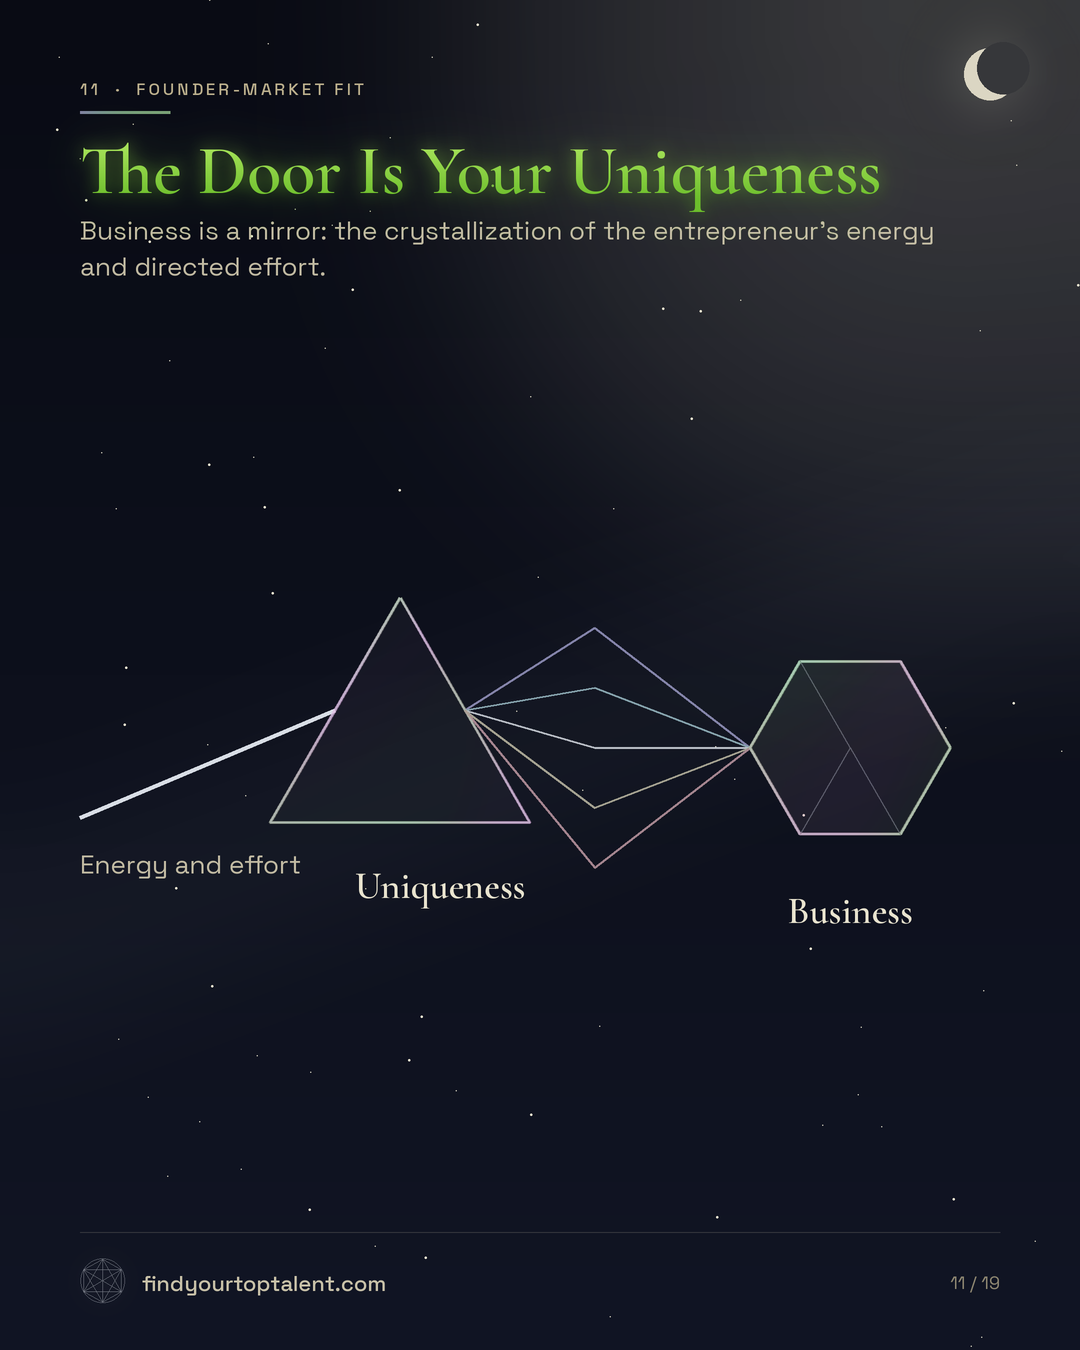 11 · FOUNDER-MARKET FIT
The Door Is Your Uniqueness
Business is a mirror: the crystallization of the entrepreneur’s energy
and directed effort.
Energy and effort
Uniqueness
Business
findyourtoptalent.com
11 / 19